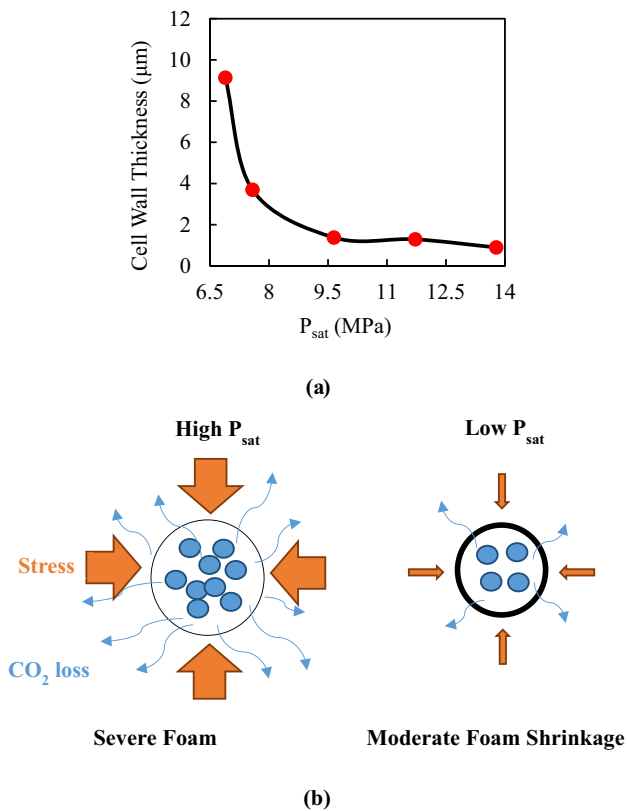 12
10
8
6
4
2
0
Cell Wall Thickness (μm)
6.5 8 9.5 11 12.5 14
Psat (MPa)
(a)
High Psat
Low Psat
Stress
CO2 loss
Severe Foam
Moderate Foam Shrinkage
(b)